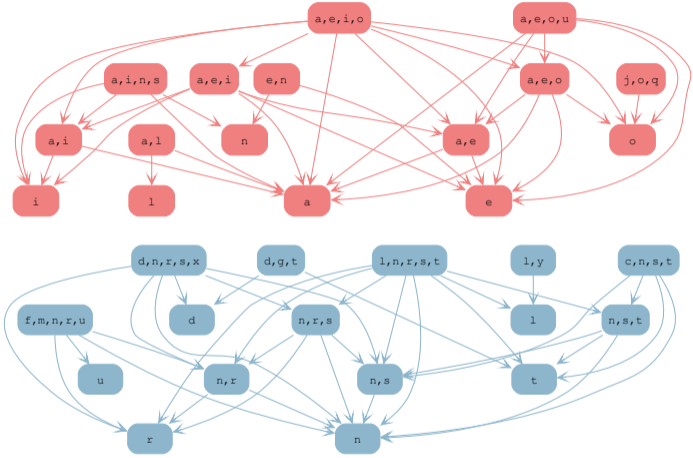 a,e,i,o
a,e,o,u
a,i,n,s
a,e,i
e,n
a,e,o
j,o,q
a,i
a,l
n
a,e
o
i
l
a
e
d,n,r,s,x
d,g,t
l,n,r,s,t
l,y
c,n,s,t
f,m,n,r,u
d
n,r,s
l
n,s,t
u
n,r
n,s
t
r
n